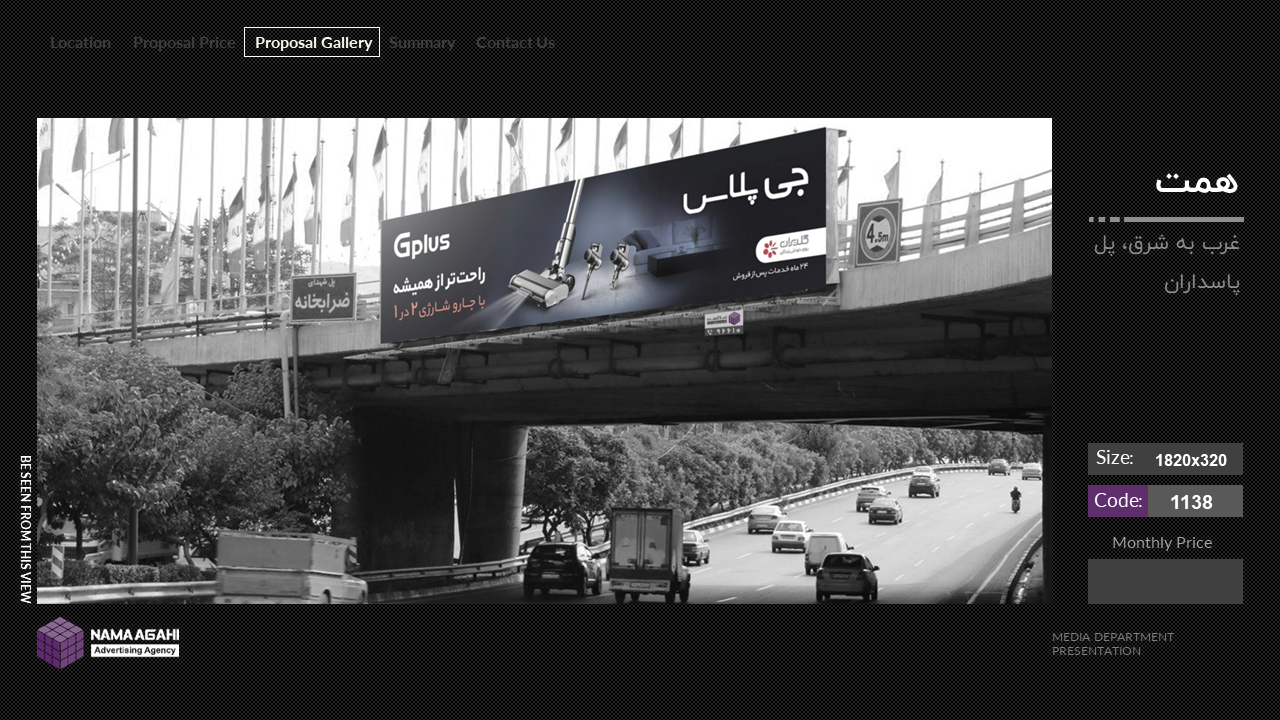 Location Proposal Price Proposal Gallery Summary Contact Us
همت
غرب به شرق، پل
پاسداران
جی پلاس
Gplus
راحت‌تر از همیشه
با جارو شارژی ۲ در ۱
گلدیران
۲۴ ماه خدمات پس از فروش
4.5m
پل شهدای
ضرابخانه
Size: 1820x320
Code: 1138
Monthly Price
BE SEEN FROM THIS VIEW
NAMA AGAHI
Advertising Agency
MEDIA DEPARTMENT
PRESENTATION